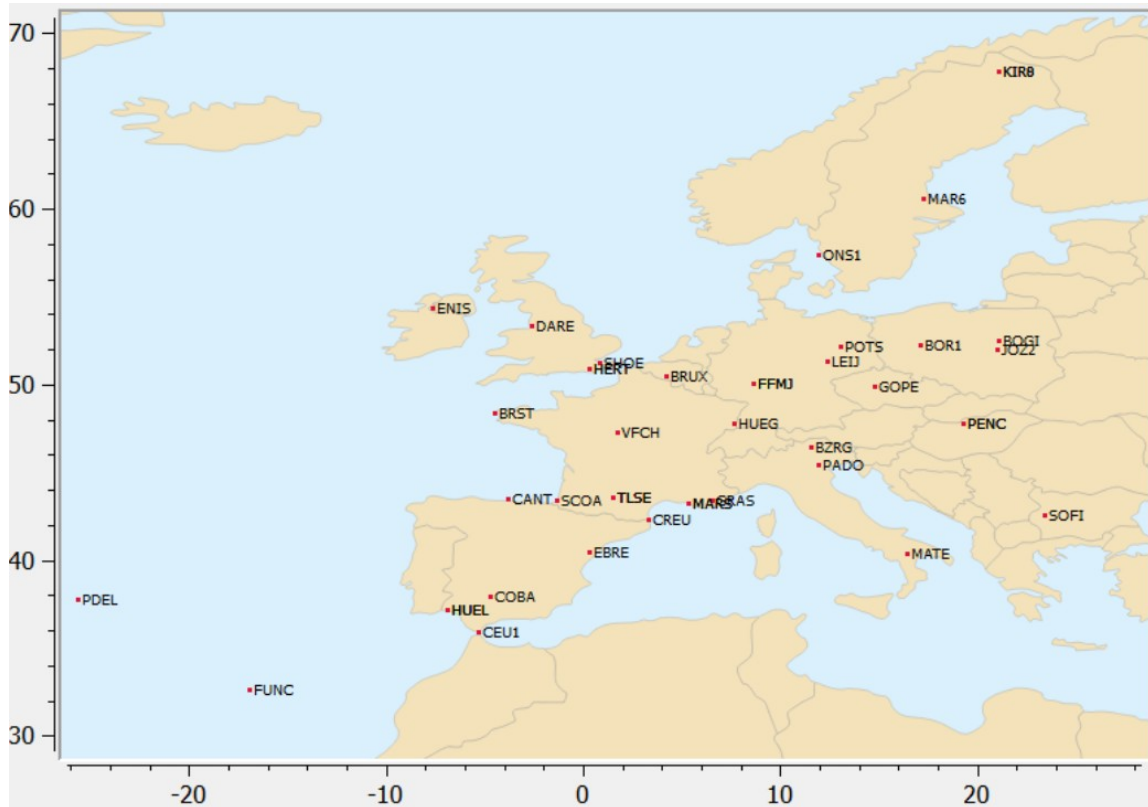 70
KIR8
60
MAR6
ONS1
ENIS
DARE
BOGI
POTS
BOR1
JOZ2
LEIJ
SHOE
HERT
50
BRUX
FFMJ
GOPE
BRST
VFCH
HUEG
PENC
BZRG
PADO
CANT
SCOA
TLSE
MARS
GRAS
CREU
SOFI
EBRE
MATE
40
PDEL
COBA
HUEL
CEU1
FUNC
30
-20
-10
0
10
20